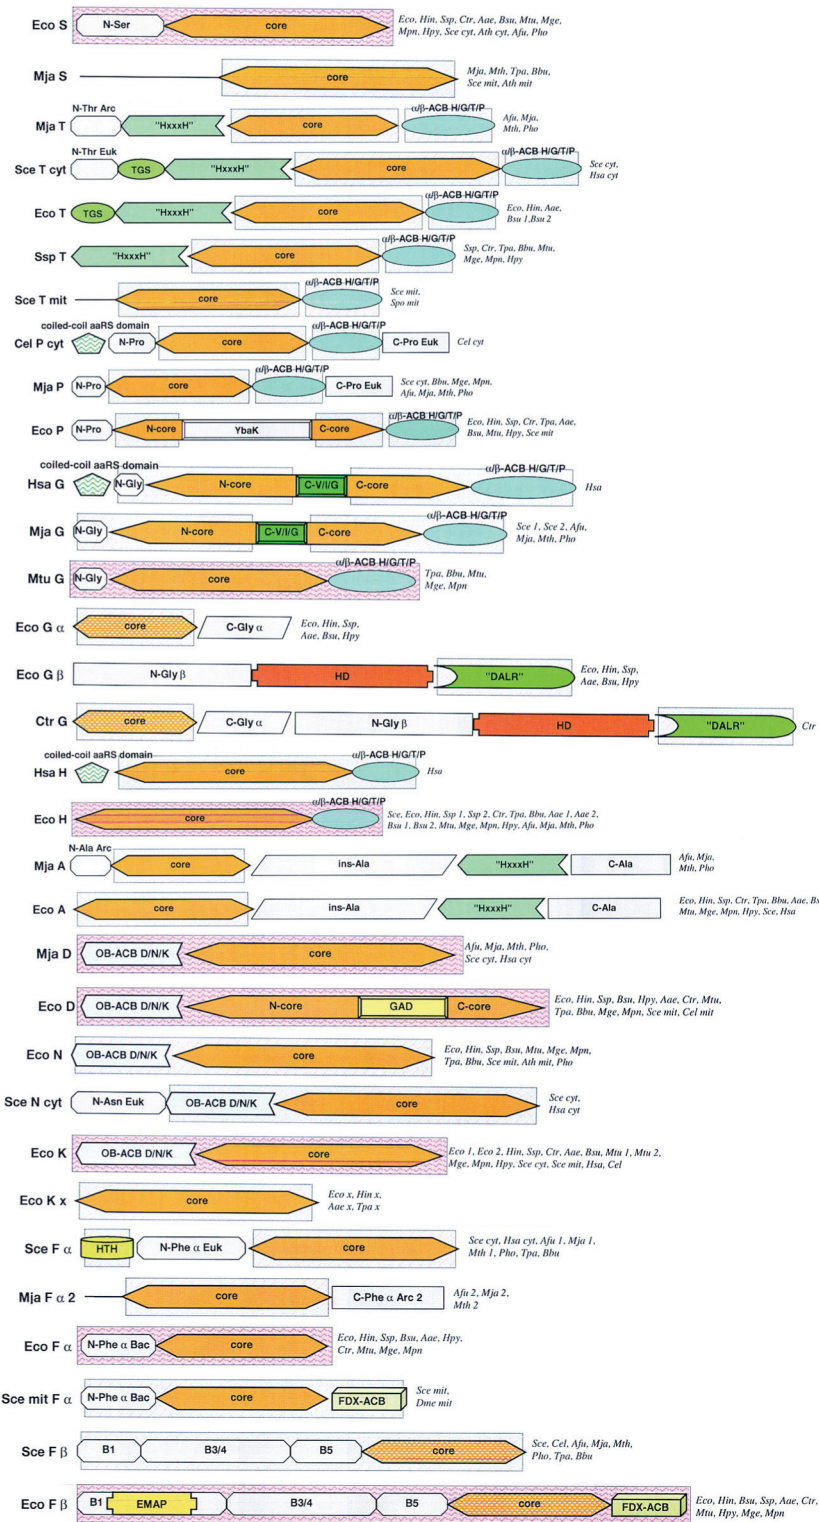 Eco S N-Ser core Eco, Hin, Ssp, Ctr, Aae, Bsu, Mtu, Mge,
Mpn, Hpy, Sce cyt, Ath cyt, Afu, Pho
Mja S core Mja, Mth, Tpa, Bbu,
Sce mit, Ath mit
N-Thr Arc α/β-ACB H/G/T/P
Mja T "HxxxH" core Afu, Mja,
Mth, Pho
N-Thr Euk α/β-ACB H/G/T/P
Sce T cyt TGS "HxxxH" core Sce cyt,
Hsa cyt
α/β-ACB H/G/T/P
Eco T TGS "HxxxH" core Eco, Hin, Aae,
Bsu 1,Bsu 2
α/β-ACB H/G/T/P
Ssp T "HxxxH" core Ssp, Ctr, Tpa, Bbu, Mtu,
Mge, Mpn, Hpy
α/β-ACB H/G/T/P
Sce T mit core Sce mit,
Spo mit
coiled-coil aaRS domain α/β-ACB H/G/T/P
Cel P cyt N-Pro core C-Pro Euk Cel cyt
α/β-ACB H/G/T/P
Mja P N-Pro core C-Pro Euk Sce cyt, Bbu, Mge, Mpn,
Afu, Mja, Mth, Pho
α/β-ACB H/G/T/P
Eco P N-Pro N-core YbaK C-core Eco, Hin, Ssp, Ctr, Tpa, Aae,
Bsu, Mtu, Hpy, Sce mit
coiled-coil aaRS domain α/β-ACB H/G/T/P
Hsa G N-Gly N-core C-V/I/G C-core Hsa
α/β-ACB H/G/T/P
Mja G N-Gly N-core C-V/I/G C-core Sce 1, Sce 2, Afu,
Mja, Mth, Pho
α/β-ACB H/G/T/P
Mtu G N-Gly core Tpa, Bbu, Mtu,
Mge, Mpn
Eco G α core C-Gly α Eco, Hin, Ssp,
Aae, Bsu, Hpy
Eco G β N-Gly β HD "DALR" Eco, Hin, Ssp,
Aae, Bsu, Hpy
Ctr G core C-Gly α N-Gly β HD "DALR" Ctr
coiled-coil aaRS domain α/β-ACB H/G/T/P
Hsa H core Hsa
α/β-ACB H/G/T/P
Eco H core Sce, Eco, Hin, Ssp 1, Ssp 2, Ctr, Tpa, Bbu, Aae 1, Aae 2,
Bsu 1, Bsu 2, Mtu, Mge, Mpn, Hpy, Afu, Mja, Mth, Pho
N-Ala Arc
Mja A core ins-Ala "HxxxH" C-Ala Afu, Mja,
Mth, Pho
Eco A core ins-Ala "HxxxH" C-Ala Eco, Hin, Ssp, Ctr, Tpa, Bbu, Aae, Bs
Mtu, Mge, Mpn, Hpy, Sce, Hsa
Mja D OB-ACB D/N/K core Afu, Mja, Mth, Pho,
Sce cyt, Hsa cyt
Eco D OB-ACB D/N/K N-core GAD C-core Eco, Hin, Ssp, Bsu, Hpy, Aae, Ctr, Mtu,
Tpa, Bbu, Mge, Mpn, Sce mit, Cel mit
Eco N OB-ACB D/N/K core Eco, Hin, Ssp, Bsu, Mtu, Mge, Mpn,
Tpa, Bbu, Sce mit, Ath mit, Pho
Sce N cyt N-Asn Euk OB-ACB D/N/K core Sce cyt,
Hsa cyt
Eco K OB-ACB D/N/K core Eco 1, Eco 2, Hin, Ssp, Ctr, Aae, Bsu, Mtu 1, Mtu 2,
Mge, Mpn, Hpy, Sce cyt, Sce mit, Hsa, Cel
Eco K x core Eco x, Hin x,
Aae x, Tpa x
Sce F α HTH N-Phe α Euk core Sce cyt, Hsa cyt, Afu 1, Mja 1,
Mth 1, Pho, Tpa, Bbu
Mja F α 2 core C-Phe α Arc 2 Afu 2, Mja 2,
Mth 2
Eco F α N-Phe α Bac core Eco, Hin, Ssp, Bsu, Aae, Hpy,
Ctr, Mtu, Mge, Mpn
Sce mit F α N-Phe α Bac core FDX-ACB Sce mit,
Dme mit
Sce F β B1 B3/4 B5 core Sce, Cel, Afu, Mja, Mth,
Pho, Tpa, Bbu
Eco F β B1 EMAP B3/4 B5 core FDX-ACB Eco, Hin, Bsu, Ssp, Aae, Ctr,
Mtu, Hpy, Mge, Mpn